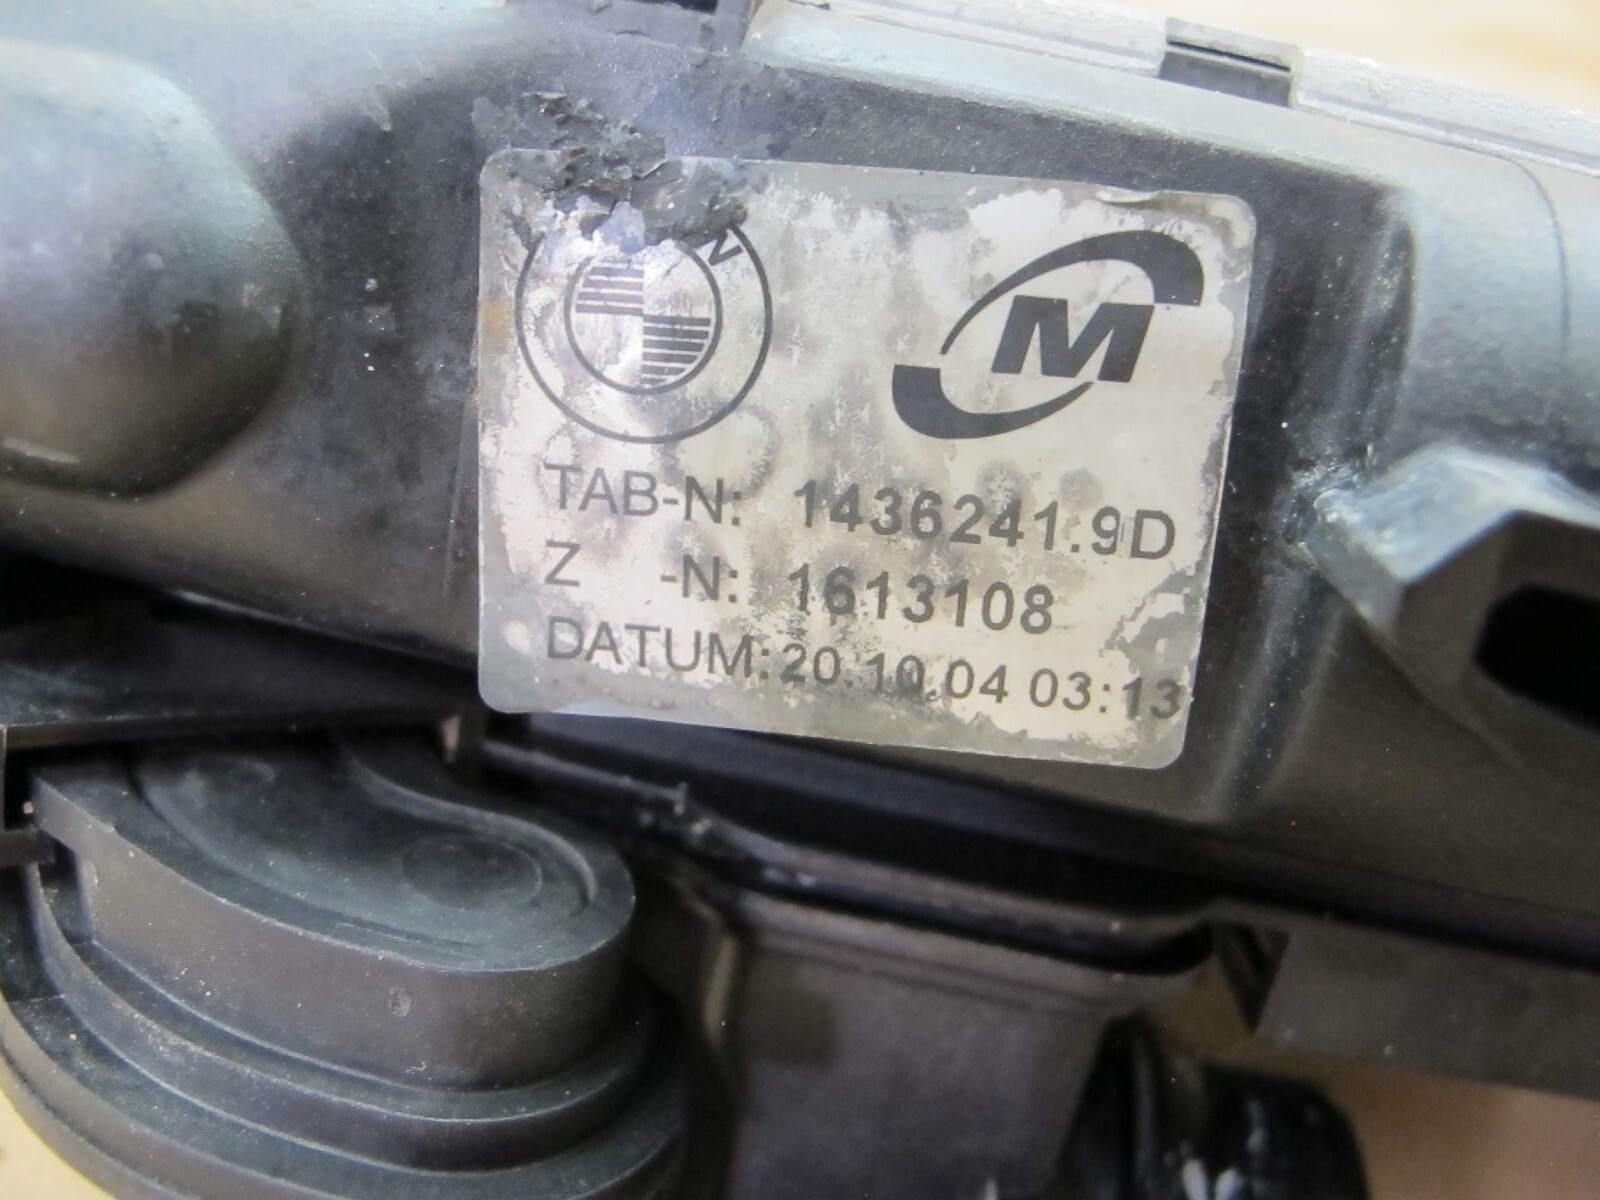 M
TAB-N: 1436241.9D
Z -N: 1613108
DATUM: 20.10.04 03:13